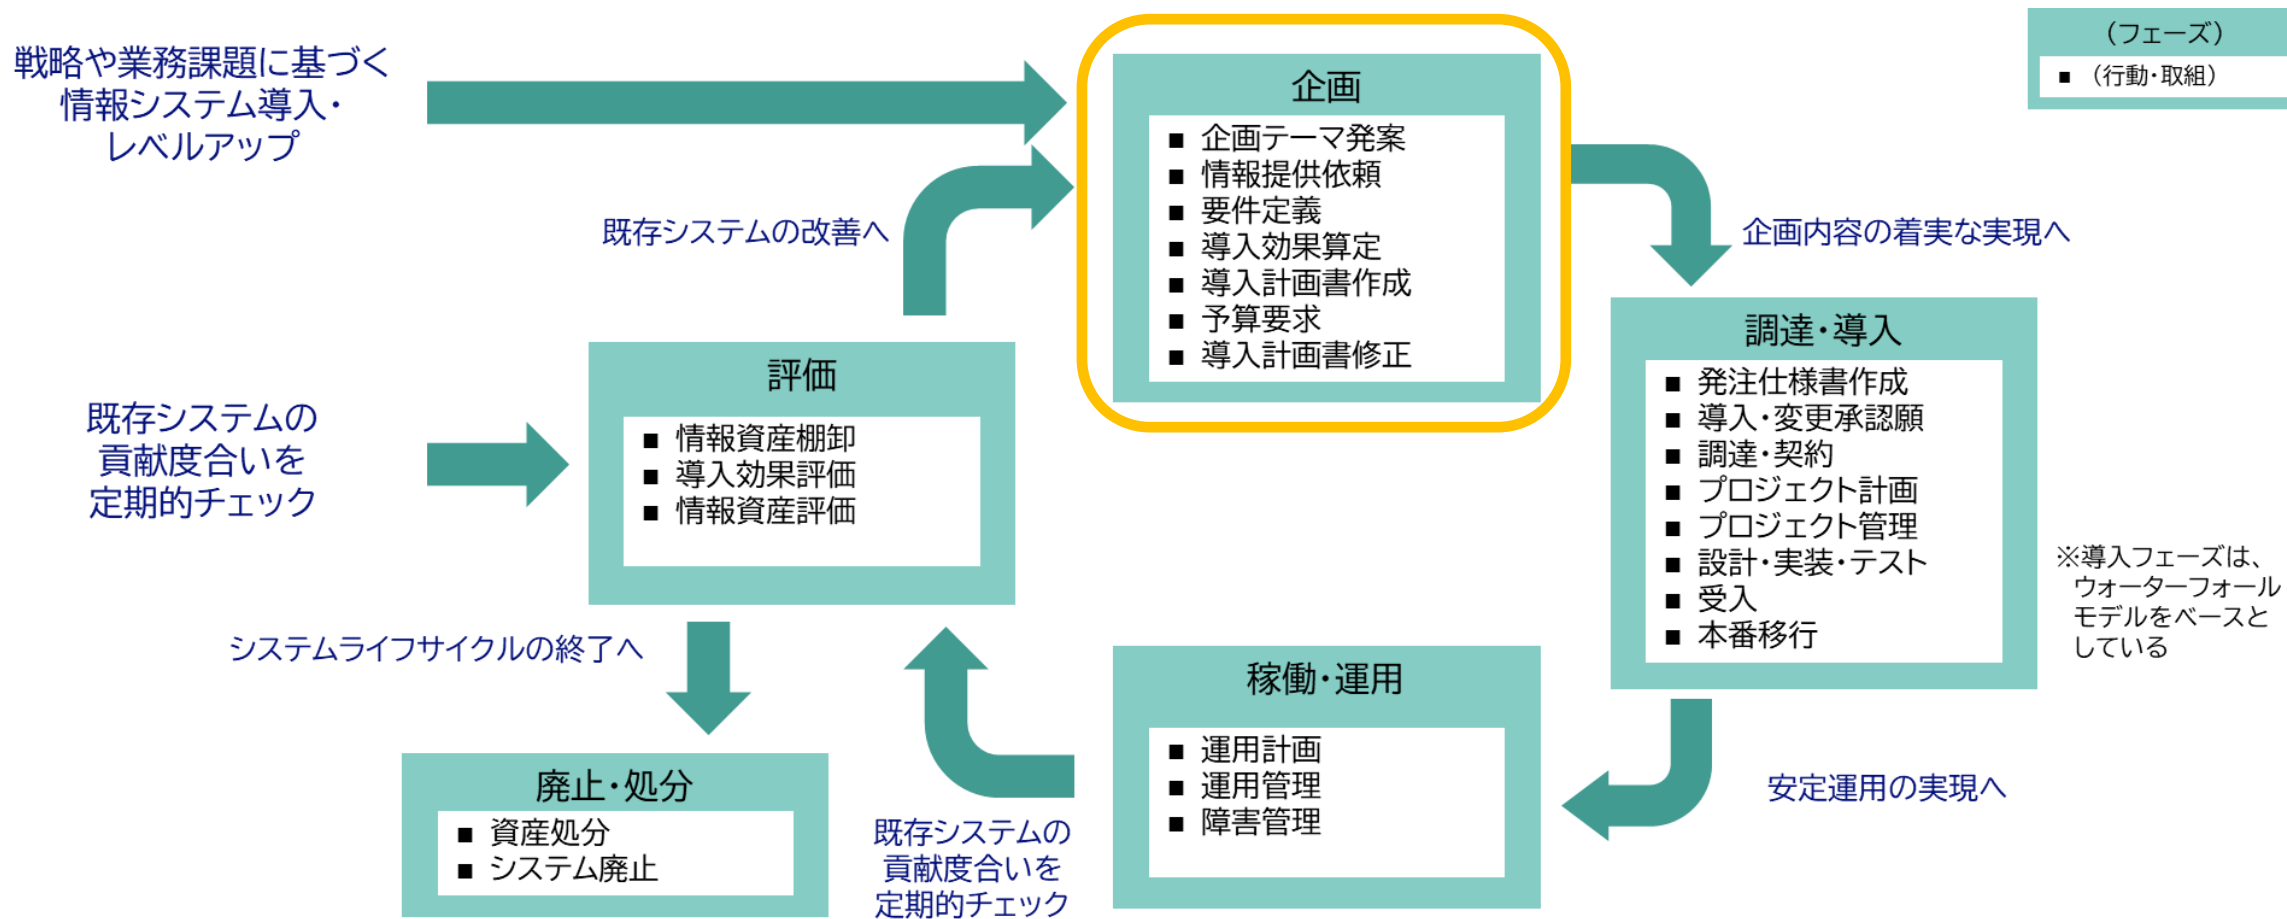 戦略や業務課題に基づく
情報システム導入・
レベルアップ
企画
■ 企画テーマ発案
■ 情報提供依頼
■ 要件定義
■ 導入効果算定
■ 導入計画書作成
■ 予算要求
■ 導入計画書修正
（フェーズ）
■ （行動・取組）
既存システムの改善へ
企画内容の着実な実現へ
調達・導入
■ 発注仕様書作成
■ 導入・変更承認願
■ 調達・契約
■ プロジェクト計画
■ プロジェクト管理
■ 設計・実装・テスト
■ 受入
■ 本番移行
※導入フェーズは、
ウォーターフォール
モデルをベースと
している
評価
■ 情報資産棚卸
■ 導入効果評価
■ 情報資産評価
既存システムの
貢献度合いを
定期的チェック
システムライフサイクルの終了へ
稼働・運用
■ 運用計画
■ 運用管理
■ 障害管理
安定運用の実現へ
廃止・処分
■ 資産処分
■ システム廃止
既存システムの
貢献度合いを
定期的チェック